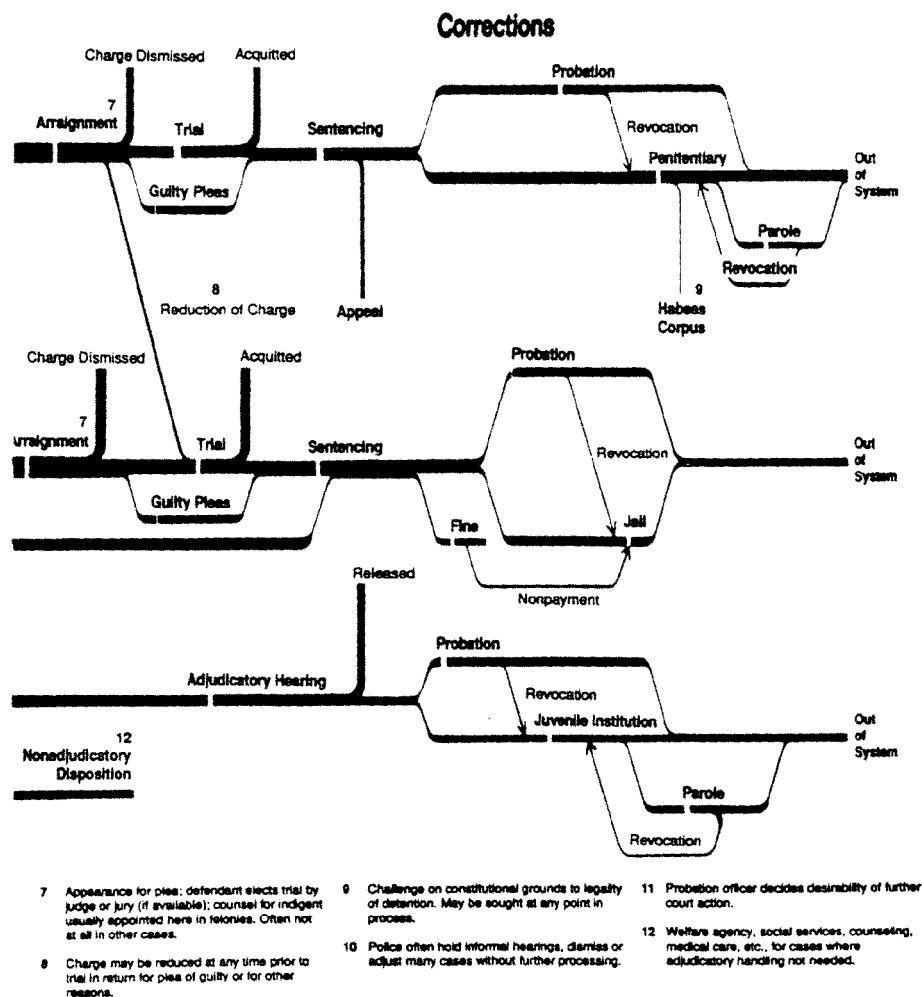 Corrections
Charge Dismissed
Acquitted
Probation
7
Arraignment
Trial
Sentencing
Revocation
Penitentiary
Out
of
System
Guilty Pleas
Parole
Revocation
8
Reduction of Charge
Appeal
9
Habeas
Corpus
Charge Dismissed
Acquitted
Probation
7
Arraignment
Trial
Sentencing
Revocation
Out
of
System
Guilty Pleas
Fine
Jail
Released
Nonpayment
Probation
Adjudicatory Hearing
Revocation
Juvenile Institution
Out
of
System
12
Nonadjudicatory
Disposition
Parole
Revocation
7 Appearance for plea; defendant elects trial by
judge or jury (if available); counsel for indigent
usually appointed here in felonies. Often not
at all in other cases.
8 Charge may be reduced at any time prior to
trial in return for plea of guilty or for other
reasons.
9 Challenge on constitutional grounds to legality
of detention. May be sought at any point in
process.
10 Police often hold informal hearings, dismiss or
adjust many cases without further processing.
11 Probation officer decides desirability of further
court action.
12 Welfare agency, social services, counseling,
medical care, etc., for cases where
adjudicatory handling not needed.